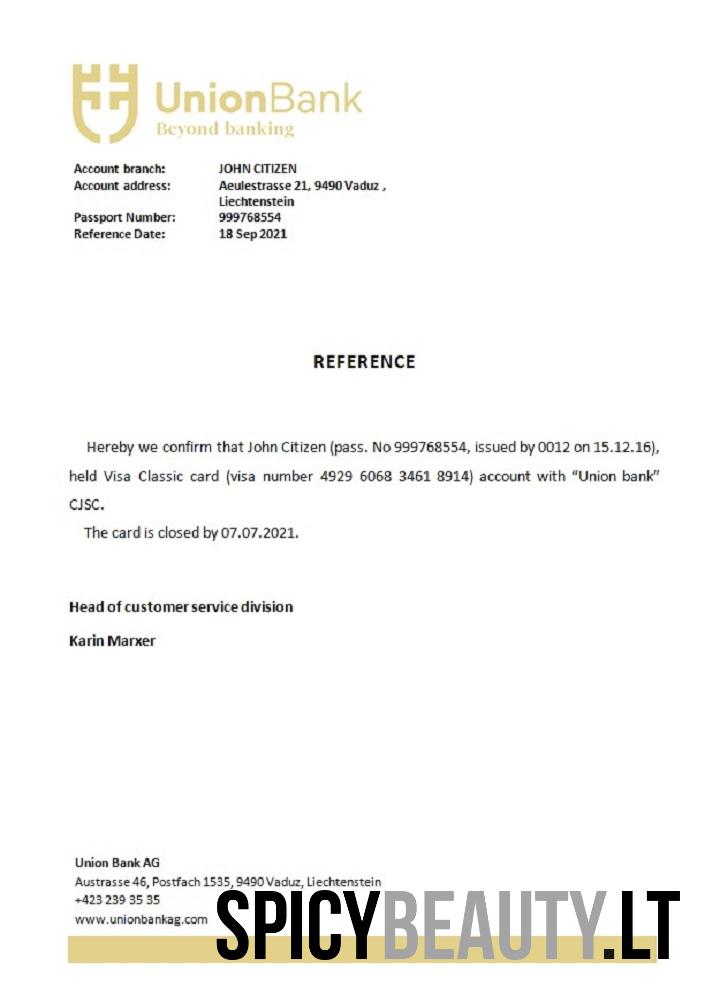 UnionBank
Beyond banking
Account branch: JOHN CITIZEN
Account address: Aeulestrasse 21, 9490 Vaduz ,
Liechtenstein
Passport Number: 999768554
Reference Date: 18 Sep 2021
REFERENCE
Hereby we confirm that John Citizen (pass. No 999768554, issued by 0012 on 15.12.16),
held Visa Classic card (visa number 4929 6068 3461 8914) account with “Union bank”
CJSC.
The card is closed by 07.07.2021.
Head of customer service division
Karin Marxer
Union Bank AG
Austrasse 46, Postfach 1535, 9490 Vaduz, Liechtenstein
+423 239 35 35
www.unionbankag.com
SPICYBEAUTY.LT